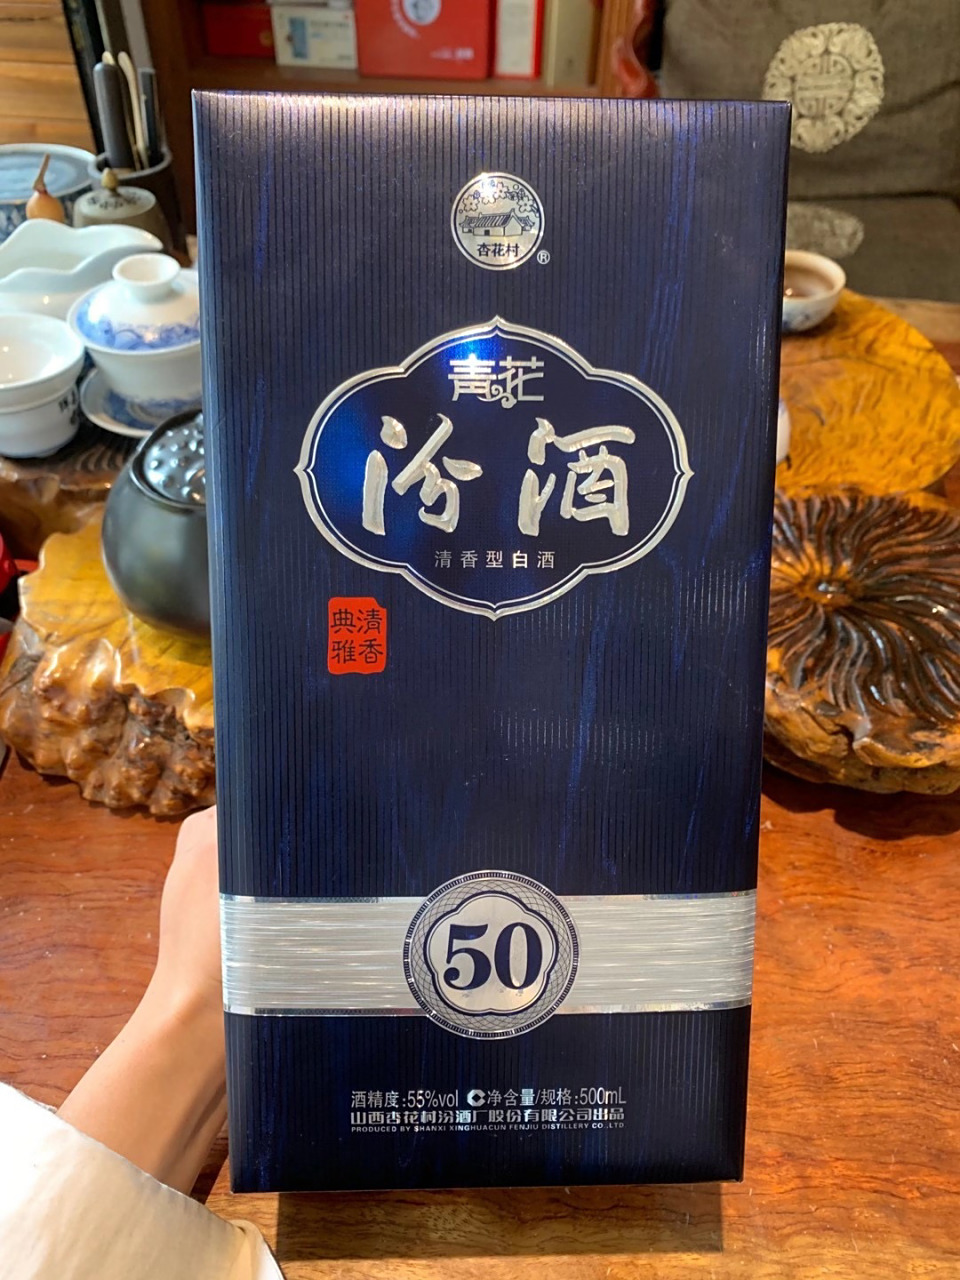 杏花村
®
青花
汾酒
清香型白酒
清香
典雅
50
酒精度:55%vol 净含量/规格:500mL
山西杏花村汾酒厂股份有限公司出品
PRODUCED BY SHANXI XINGHUACUN FENJIU DISTILLERY CO.,LTD